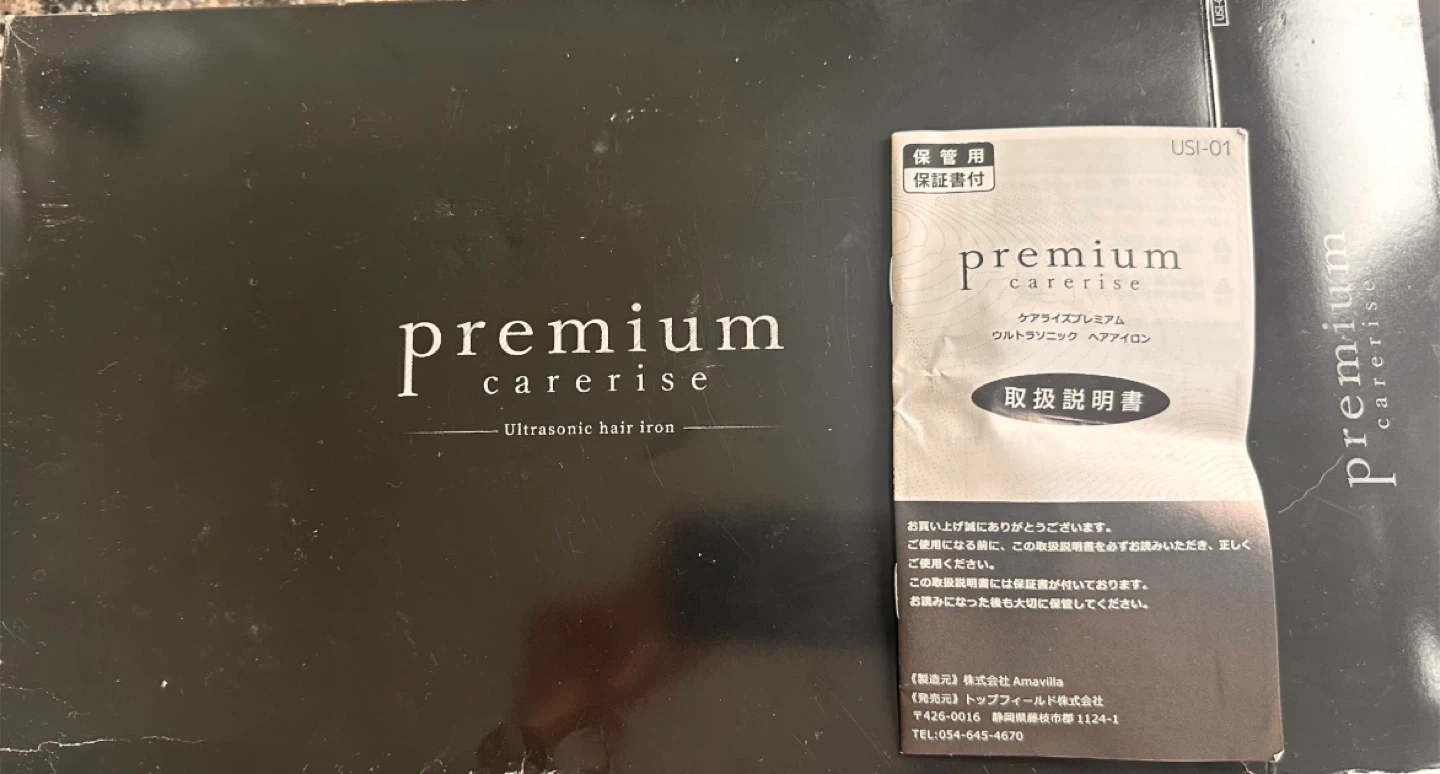 premium
carerise
Ultrasonic hair iron
保管用
保証書付
USI-01
premium
carerise
ケアライズプレミアム
ウルトラソニック ヘアアイロン
取扱説明書
お買い上げ誠にありがとうございます。
ご使用になる前に、この取扱説明書を必ずお読みいただき、正しく
ご使用ください。
この取扱説明書には保証書が付いております。
お読みになった後も大切に保管してください。
《製造元》株式会社 Amavilla
《発売元》トップフィールド株式会社
〒426-0016 静岡県藤枝市郡 1124-1
TEL:054-645-4670
premium
carerise